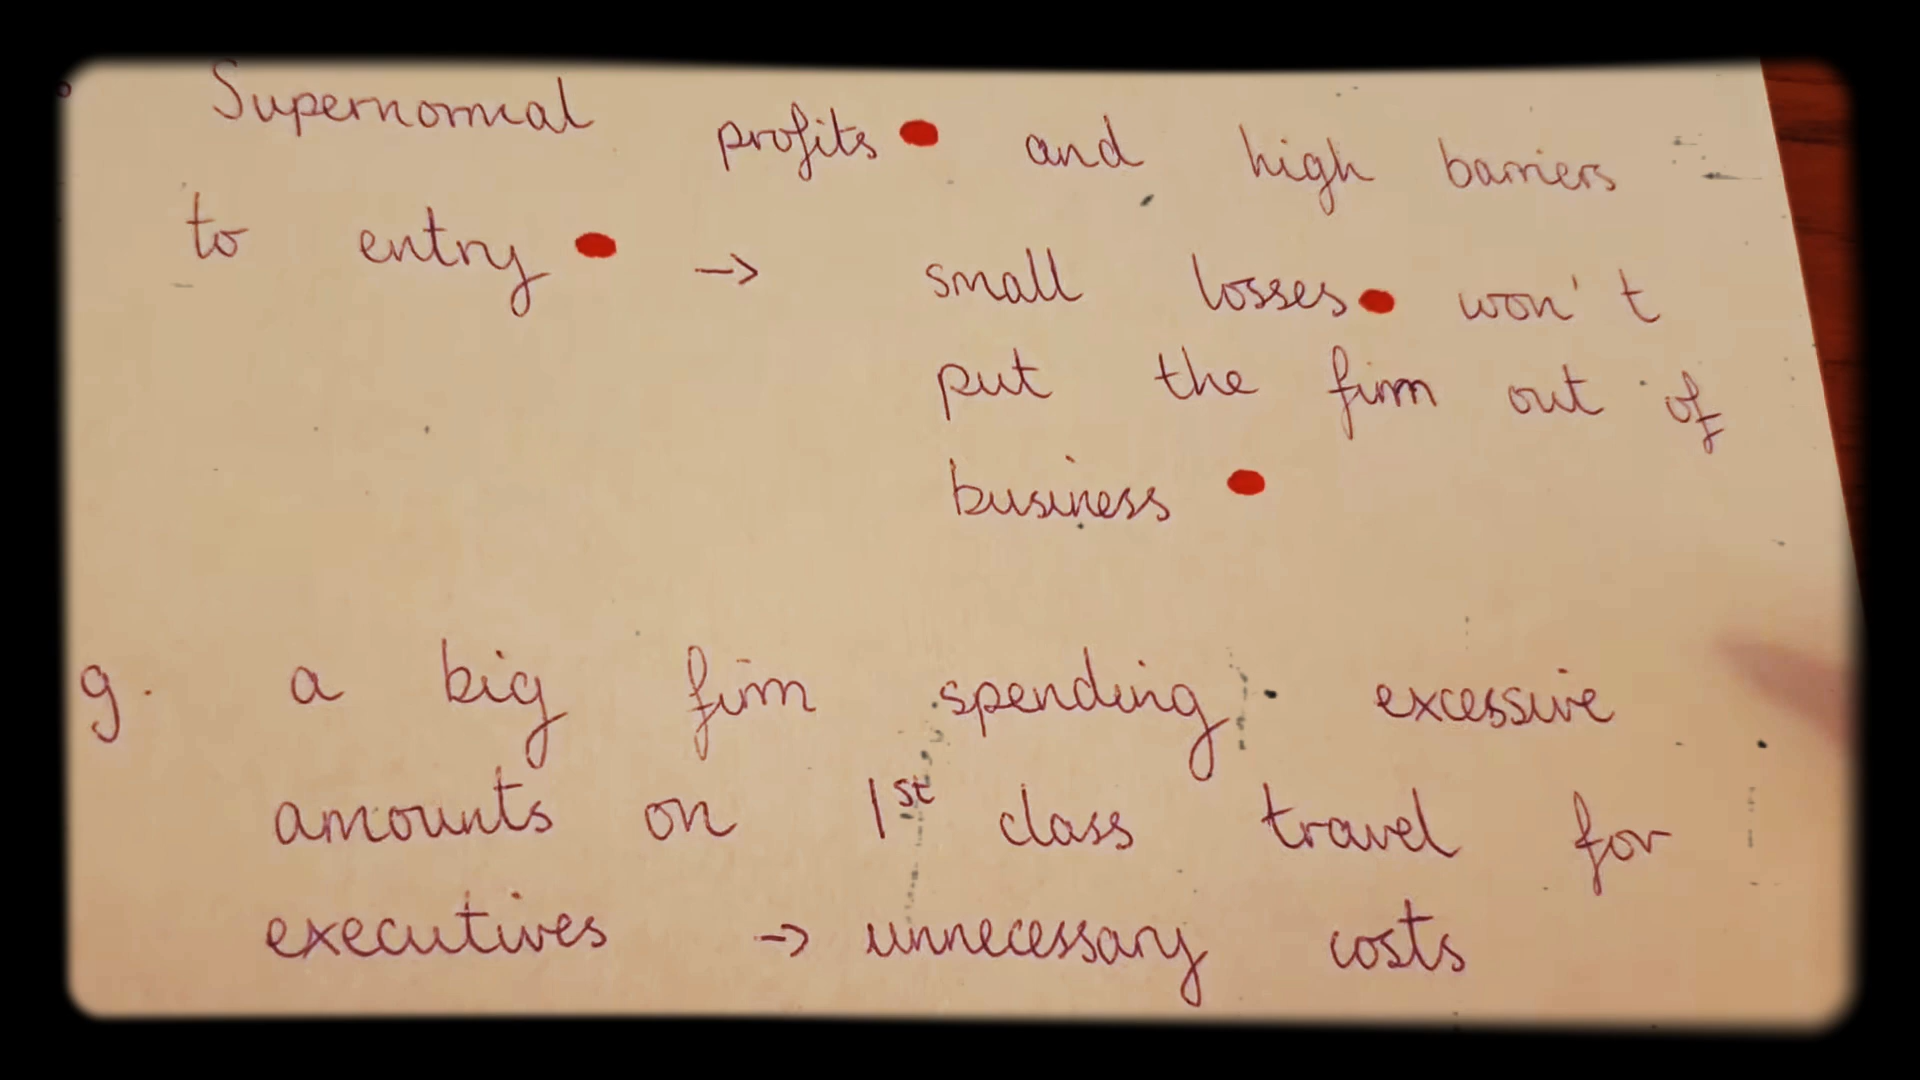 Supernormal profits and high barriers
to entry → small losses won't
put the firm out of
business
g. a big firm spending excessive
amounts on 1st class travel for
executives → unnecessary costs